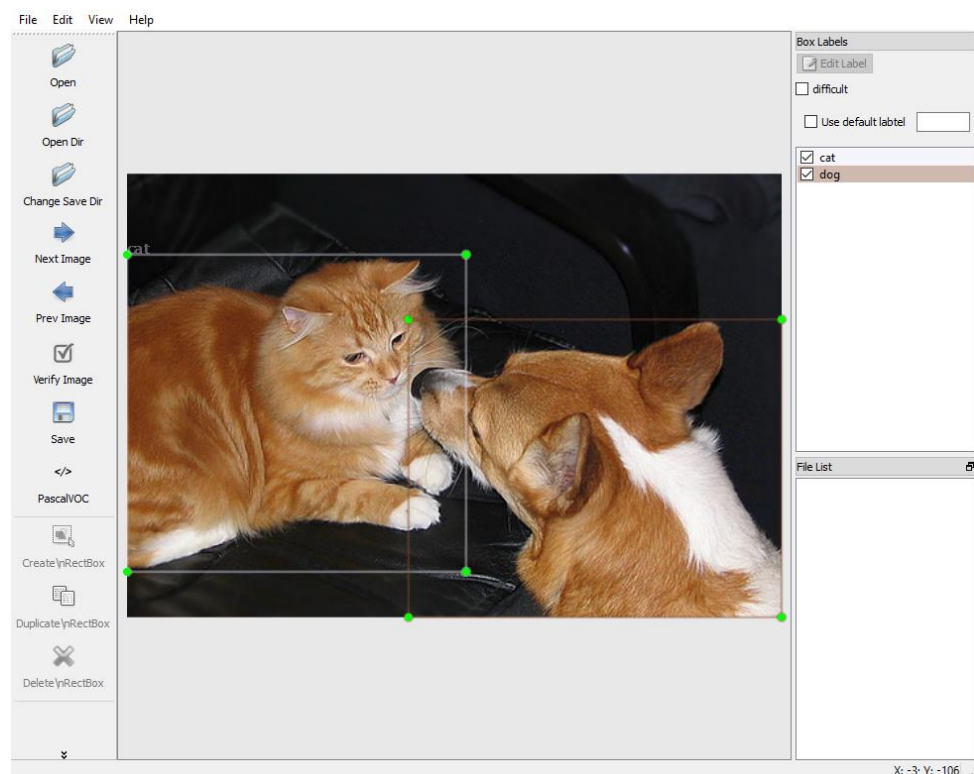 File Edit View Help
Open
Open Dir
Change Save Dir
Next Image
Prev Image
Verify Image
Save
</>
PascalVOC
Create\nRectBox
Duplicate\nRectBox
Delete\nRectBox
cat
Box Labels
Edit Label
difficult
Use default labtel
cat
dog
File List
X: -3; Y: -106